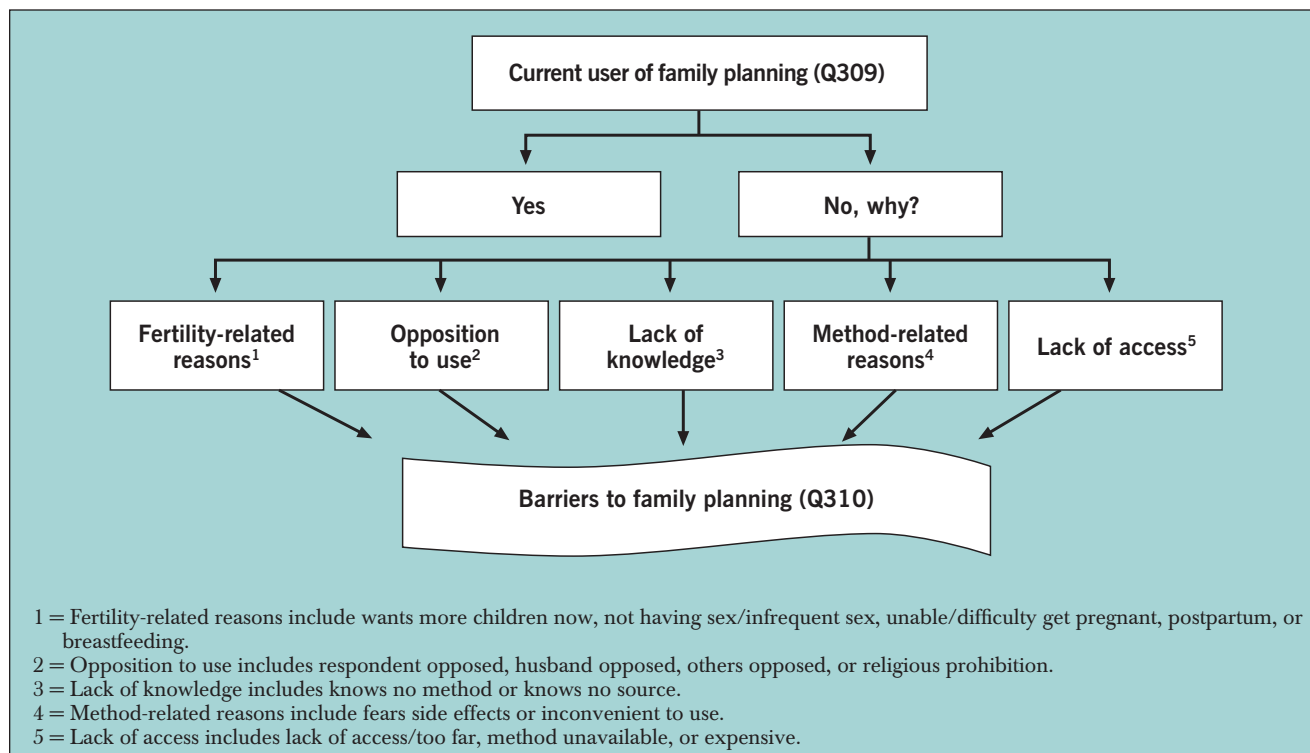 Current user of family planning (Q309)
Yes
No, why?
Fertility-related
reasons¹
Opposition
to use²
Lack of
knowledge³
Method-related
reasons⁴
Lack of access⁵
Barriers to family planning (Q310)
1 = Fertility-related reasons include wants more children now, not having sex/infrequent sex, unable/difficulty get pregnant, postpartum, or
breastfeeding.
2 = Opposition to use includes respondent opposed, husband opposed, others opposed, or religious prohibition.
3 = Lack of knowledge includes knows no method or knows no source.
4 = Method-related reasons include fears side effects or inconvenient to use.
5 = Lack of access includes lack of access/too far, method unavailable, or expensive.